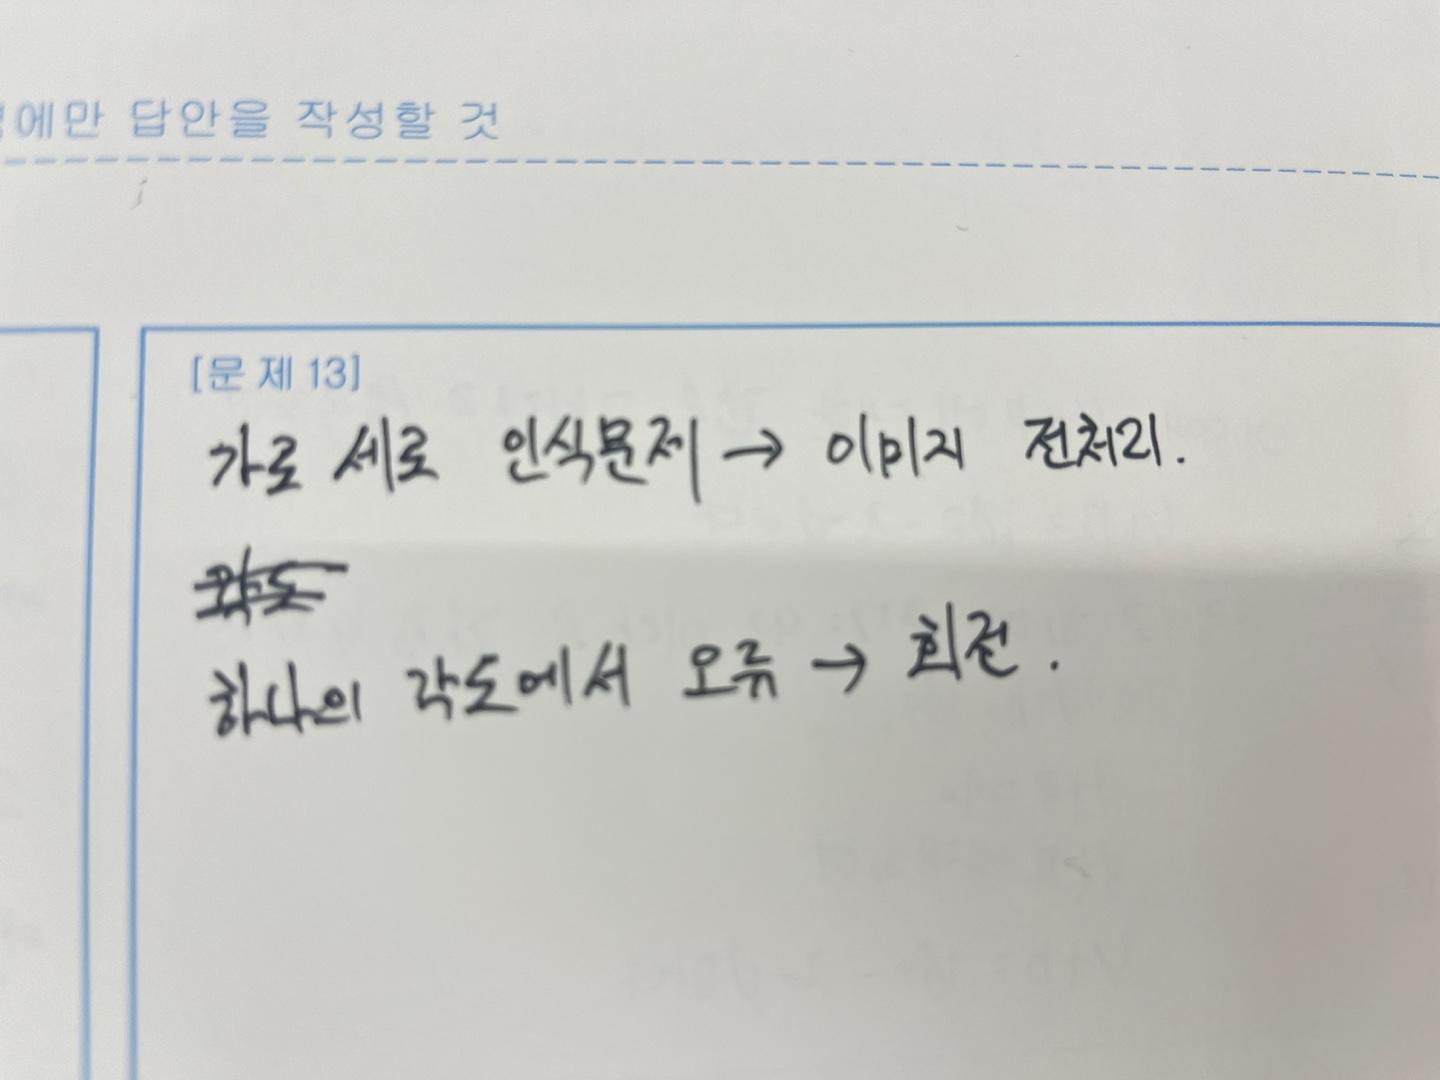 에만 답안을 작성할 것
[문 제 13]
가로 세로 인식문제 → 이미지 전처리.
하나의 각도에서 오류 → 회전.